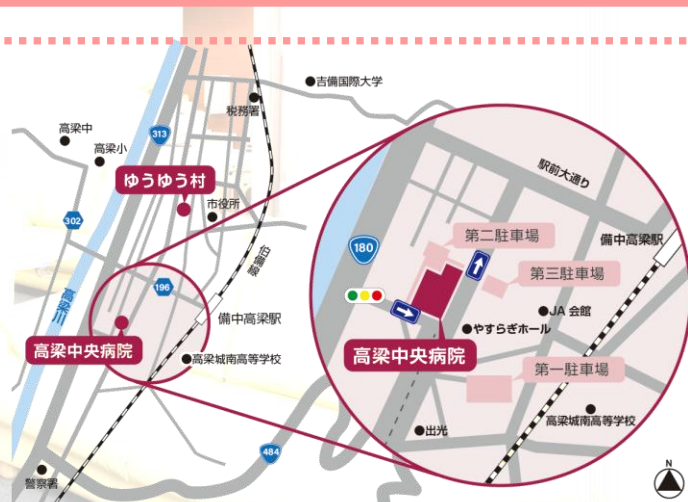 吉備国際大学
税務署
高梁中
313
高梁小
ゆうゆう村
市役所
302
伯備線
196
高梁川
備中高梁駅
高梁中央病院
高梁城南高等学校
484
警察署
駅前大通り
180
第二駐車場
備中高梁駅
第三駐車場
JA 会館
やすらぎホール
高梁中央病院
第一駐車場
高梁城南高等学校
出光
N